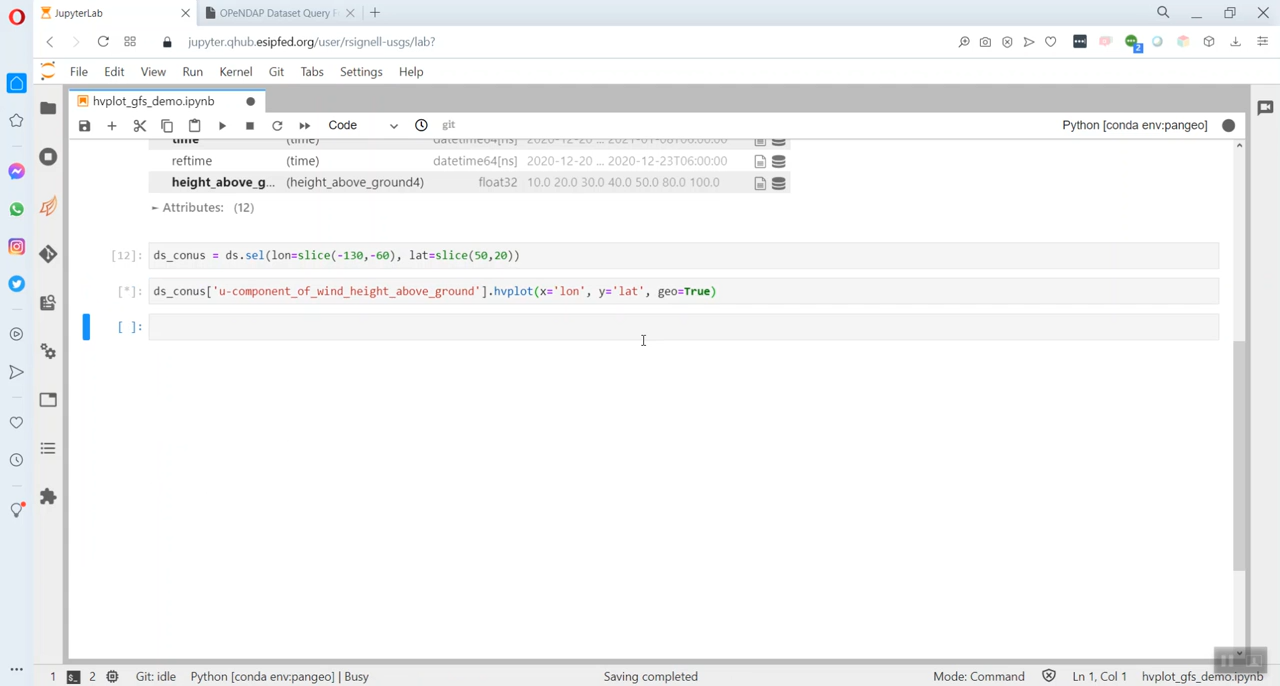 JupyterLab
OPeNDAP Dataset Query F
jupyter.qhub.esipfed.org/user/rsignell-usgs/lab?
2
File Edit View Run Kernel Git Tabs Settings Help
hvplot_gfs_demo.ipynb
Code git Python [conda env:pangeo]
time (time) datetime64[ns] 2020-12-20 ... 2021-01-08T06:00:00
reftime (time) datetime64[ns] 2020-12-20 ... 2020-12-23T06:00:00
height_above_g... (height_above_ground4) float32 10.0 20.0 30.0 40.0 50.0 80.0 100.0
► Attributes: (12)
[12]: ds_conus = ds.sel(lon=slice(-130,-60), lat=slice(50,20))
[*]: ds_conus['u-component_of_wind_height_above_ground'].hvplot(x='lon', y='lat', geo=True)
[ ]:
1 2 Git: idle Python [conda env:pangeo] | Busy Saving completed Mode: Command Ln 1, Col 1 hvplot_gfs_demo.ipynb